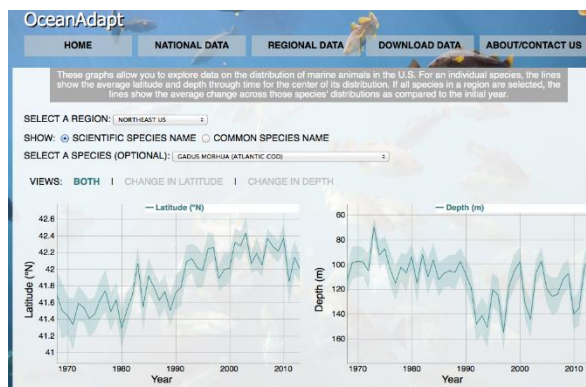 OceanAdapt
HOME NATIONAL DATA REGIONAL DATA DOWNLOAD DATA ABOUT/CONTACT US
These graphs allow you to explore data on the distribution of marine animals in the U.S. For an individual species, the lines
show the average latitude and depth through time for the center of its distribution. If all species in a region are selected, the
lines show the average change across those species' distributions as compared to the initial year.
SELECT A REGION: NORTHEAST US
SHOW: SCIENTIFIC SPECIES NAME COMMON SPECIES NAME
SELECT A SPECIES (OPTIONAL): GADUS MORHUA (ATLANTIC COD)
VIEWS: BOTH | CHANGE IN LATITUDE | CHANGE IN DEPTH
Latitude (°N)
42.6
42.4
42.2
42
41.8
41.6
41.4
41.2
41
Latitude (°N)
1970 1980 1990 2000 2010
Year
Depth (m)
60
80
100
120
140
160
Depth (m)
1970 1980 1990 2000 2010
Year